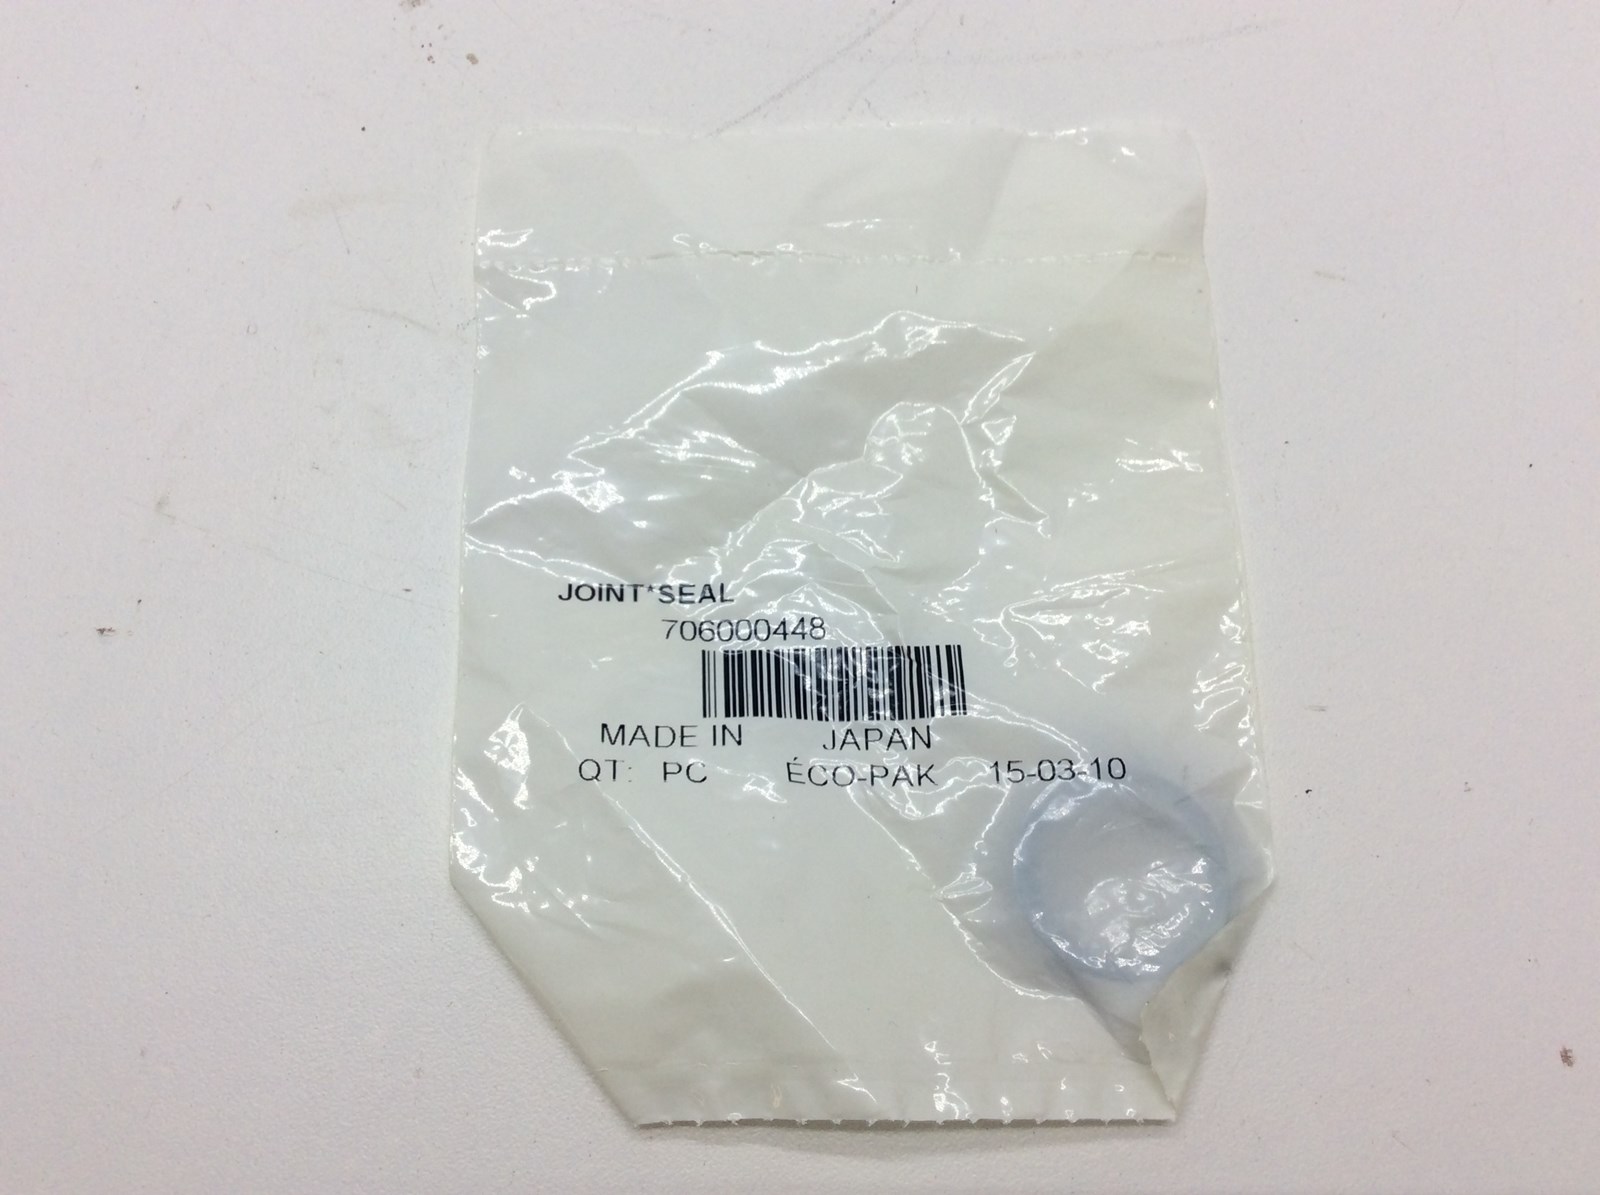 JOINT*SEAL
706000448
MADE IN JAPAN
QT: PC ÉCO-PAK 15-03-10